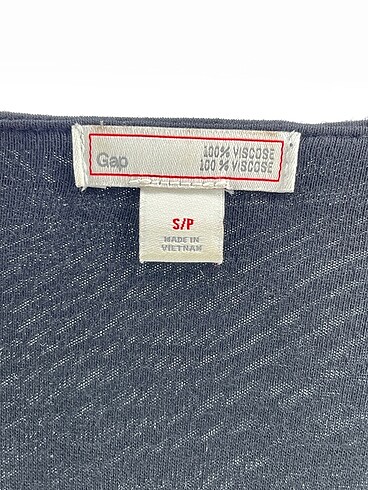 Gap
100% VISCOSE
100 % VISCOSE
S/P
MADE IN
VIETNAM